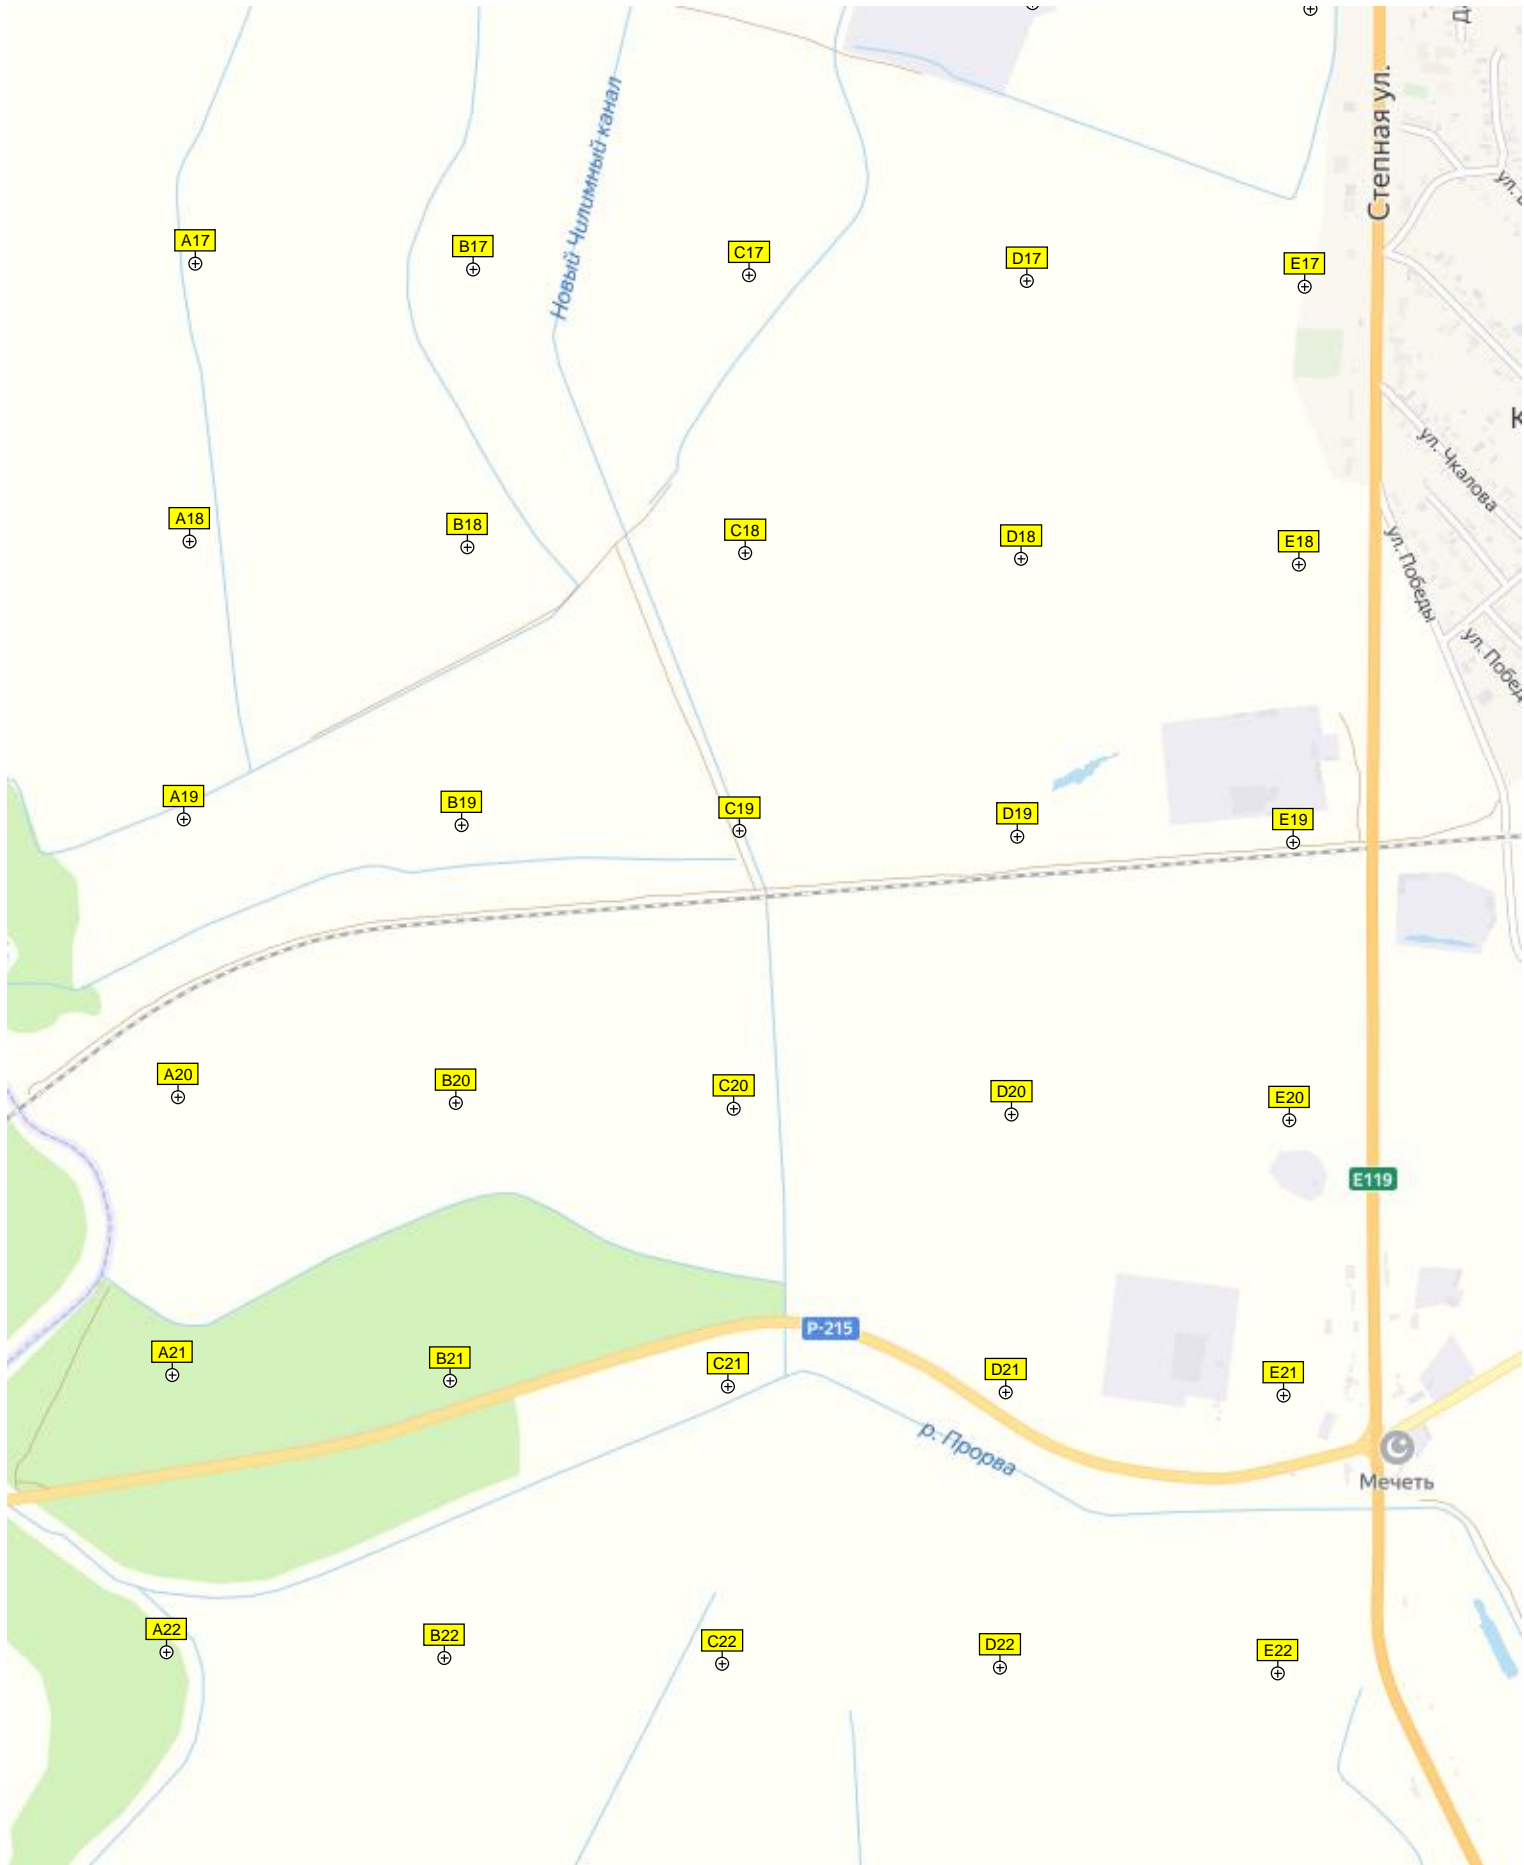 Степная ул.
Новый Чилимный канал
A17
B17
C17
D17
E17
ул. Чкалова
A18
B18
C18
D18
E18
ул. Победы
A19
B19
C19
D19
E19
A20
B20
C20
D20
E20
E119
P-215
A21
B21
C21
D21
E21
р. Прорва
Мечеть
A22
B22
C22
D22
E22